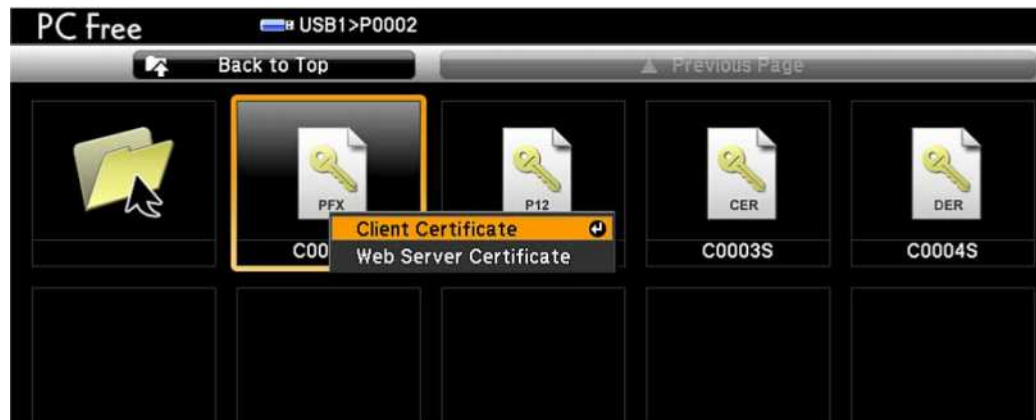 PC Free
USB1>P0002
Back to Top
Previous Page
PFX
P12
CER
DER
Client Certificate
Web Server Certificate
C00
C0003S
C0004S